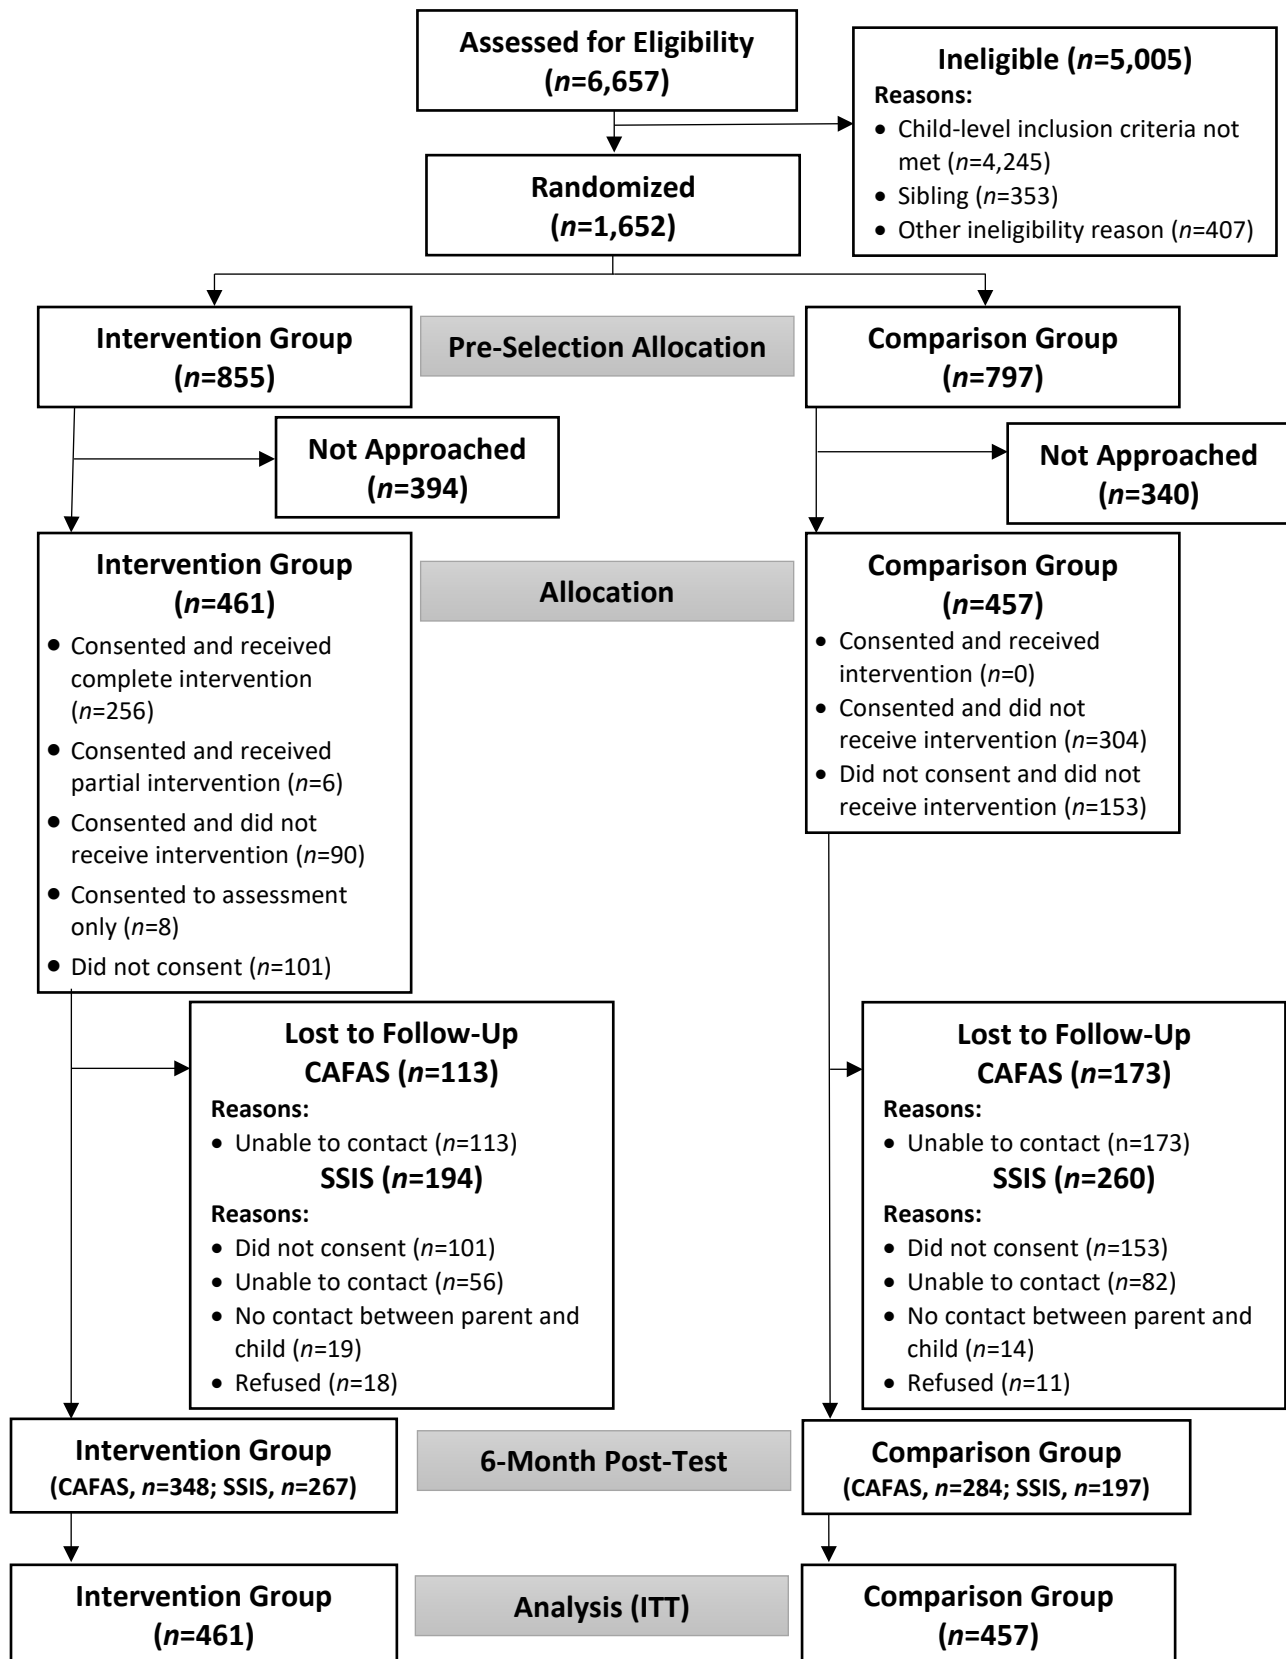 Assessed for Eligibility
(n=6,657)
Ineligible (n=5,005)
Reasons:
• Child-level inclusion criteria not
met (n=4,245)
• Sibling (n=353)
• Other ineligibility reason (n=407)
Randomized
(n=1,652)
Intervention Group
(n=855)
Pre-Selection Allocation
Comparison Group
(n=797)
Not Approached
(n=394)
Not Approached
(n=340)
Intervention Group
(n=461)
• Consented and received
complete intervention
(n=256)
• Consented and received
partial intervention (n=6)
• Consented and did not
receive intervention (n=90)
• Consented to assessment
only (n=8)
• Did not consent (n=101)
Allocation
Comparison Group
(n=457)
• Consented and received
intervention (n=0)
• Consented and did not
receive intervention (n=304)
• Did not consent and did not
receive intervention (n=153)
Lost to Follow-Up
CAFAS (n=113)
Reasons:
• Unable to contact (n=113)
SSIS (n=194)
Reasons:
• Did not consent (n=101)
• Unable to contact (n=56)
• No contact between parent and
child (n=19)
• Refused (n=18)
Lost to Follow-Up
CAFAS (n=173)
Reasons:
• Unable to contact (n=173)
SSIS (n=260)
Reasons:
• Did not consent (n=153)
• Unable to contact (n=82)
• No contact between parent and
child (n=14)
• Refused (n=11)
Intervention Group
(CAFAS, n=348; SSIS, n=267)
6-Month Post-Test
Comparison Group
(CAFAS, n=284; SSIS, n=197)
Intervention Group
(n=461)
Analysis (ITT)
Comparison Group
(n=457)